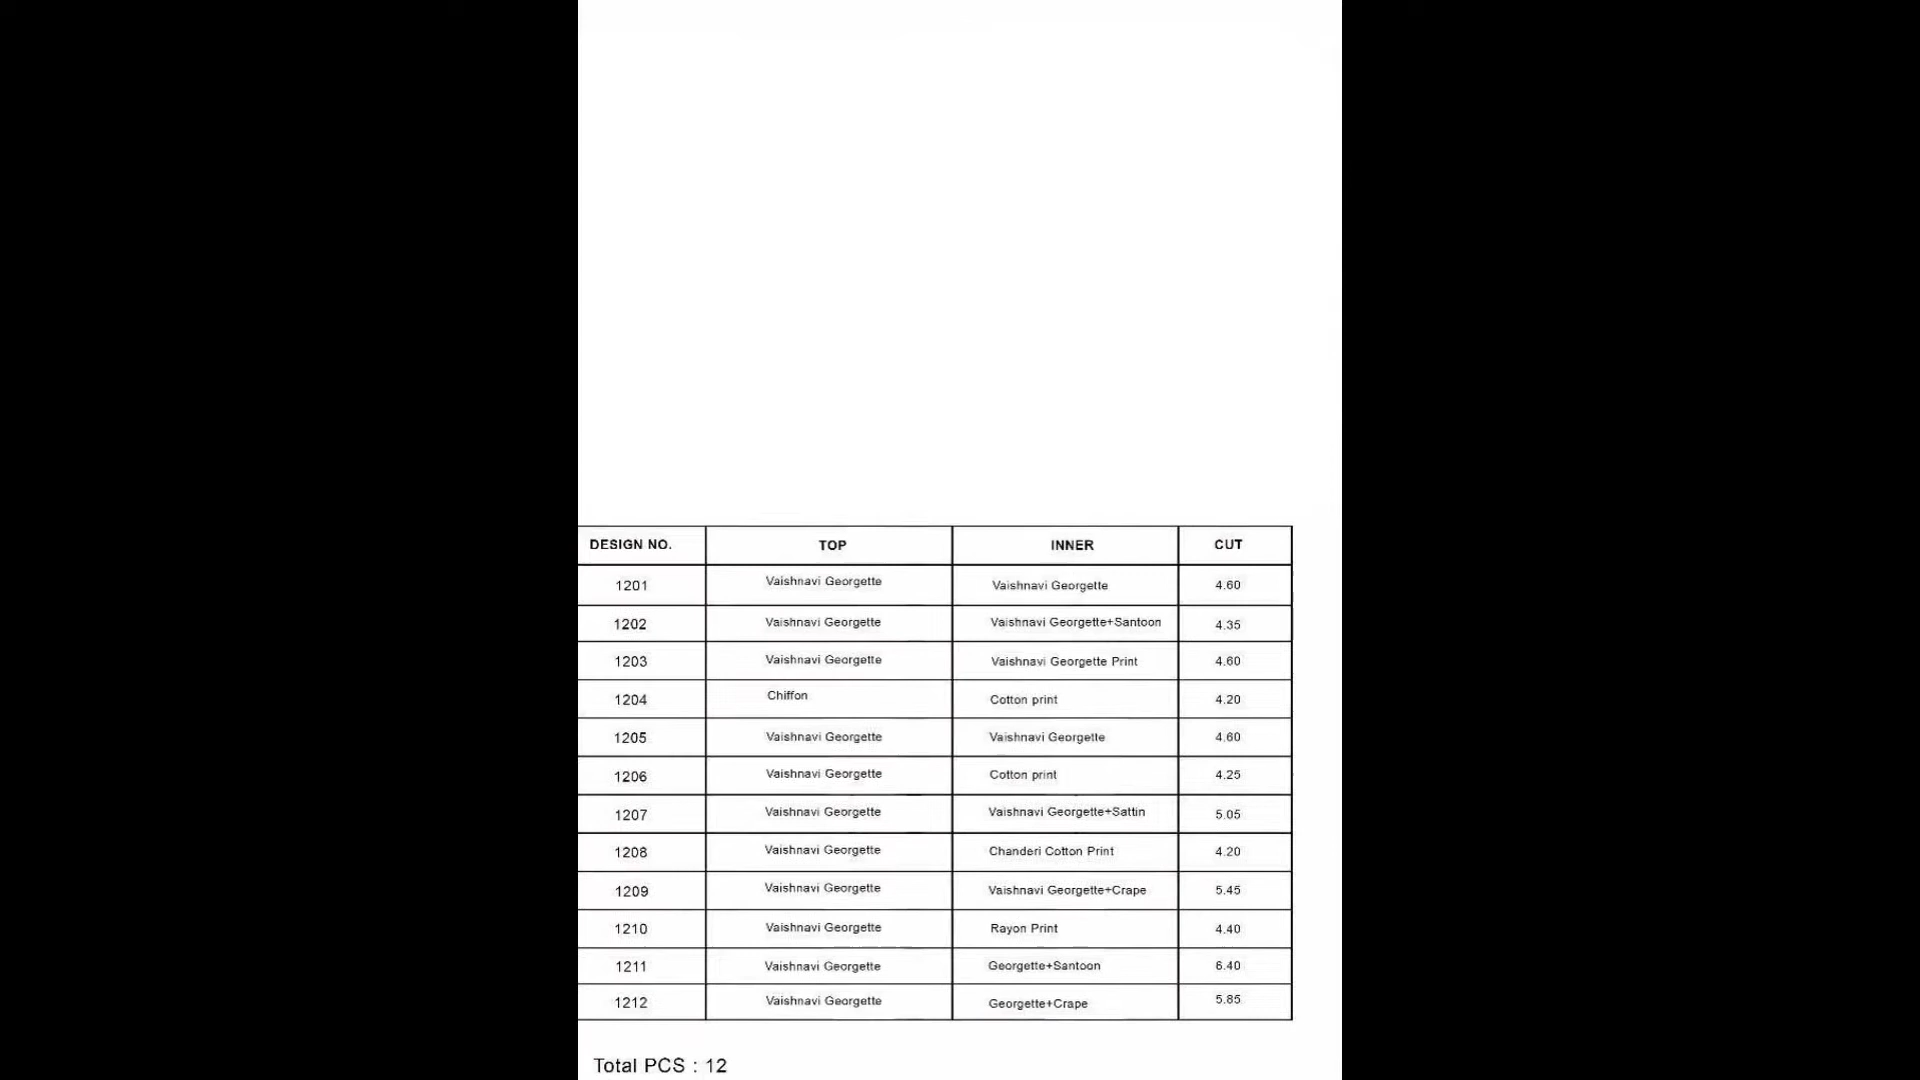 DESIGN NO. TOP INNER CUT
1201 Vaishnavi Georgette Vaishnavi Georgette 4.60
1202 Vaishnavi Georgette Vaishnavi Georgette+Santoon 4.35
1203 Vaishnavi Georgette Vaishnavi Georgette Print 4.60
1204 Chiffon Cotton print 4.20
1205 Vaishnavi Georgette Vaishnavi Georgette 4.60
1206 Vaishnavi Georgette Cotton print 4.25
1207 Vaishnavi Georgette Vaishnavi Georgette+Sattin 5.05
1208 Vaishnavi Georgette Chanderi Cotton Print 4.20
1209 Vaishnavi Georgette Vaishnavi Georgette+Crape 5.45
1210 Vaishnavi Georgette Rayon Print 4.40
1211 Vaishnavi Georgette Georgette+Santoon 6.40
1212 Vaishnavi Georgette Georgette+Crape 5.85
Total PCS : 12